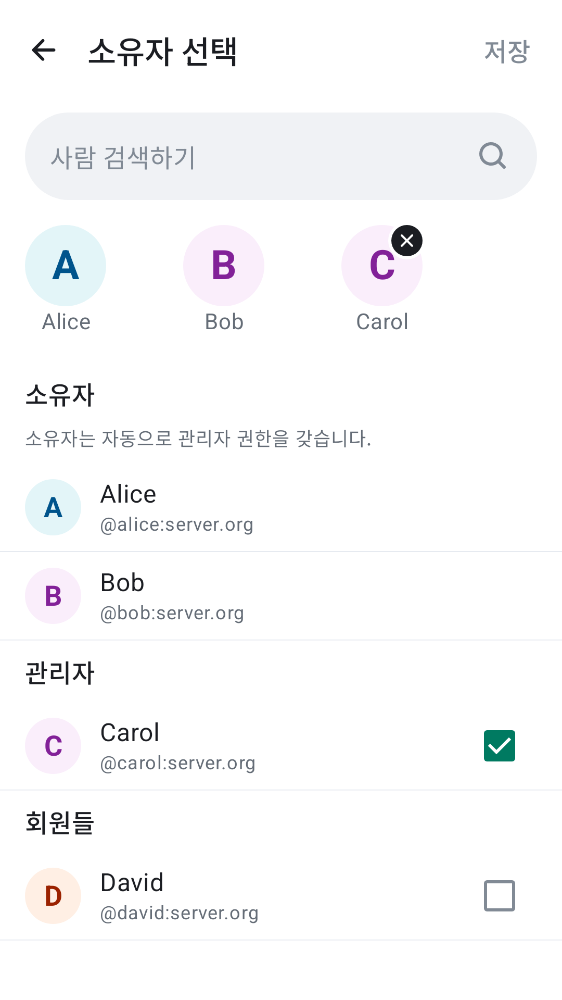 소유자 선택
저장
사람 검색하기
A
B
C
Alice
Bob
Carol
소유자
소유자는 자동으로 관리자 권한을 갖습니다.
A
Alice
@alice:server.org
B
Bob
@bob:server.org
관리자
C
Carol
@carol:server.org
회원들
D
David
@david:server.org